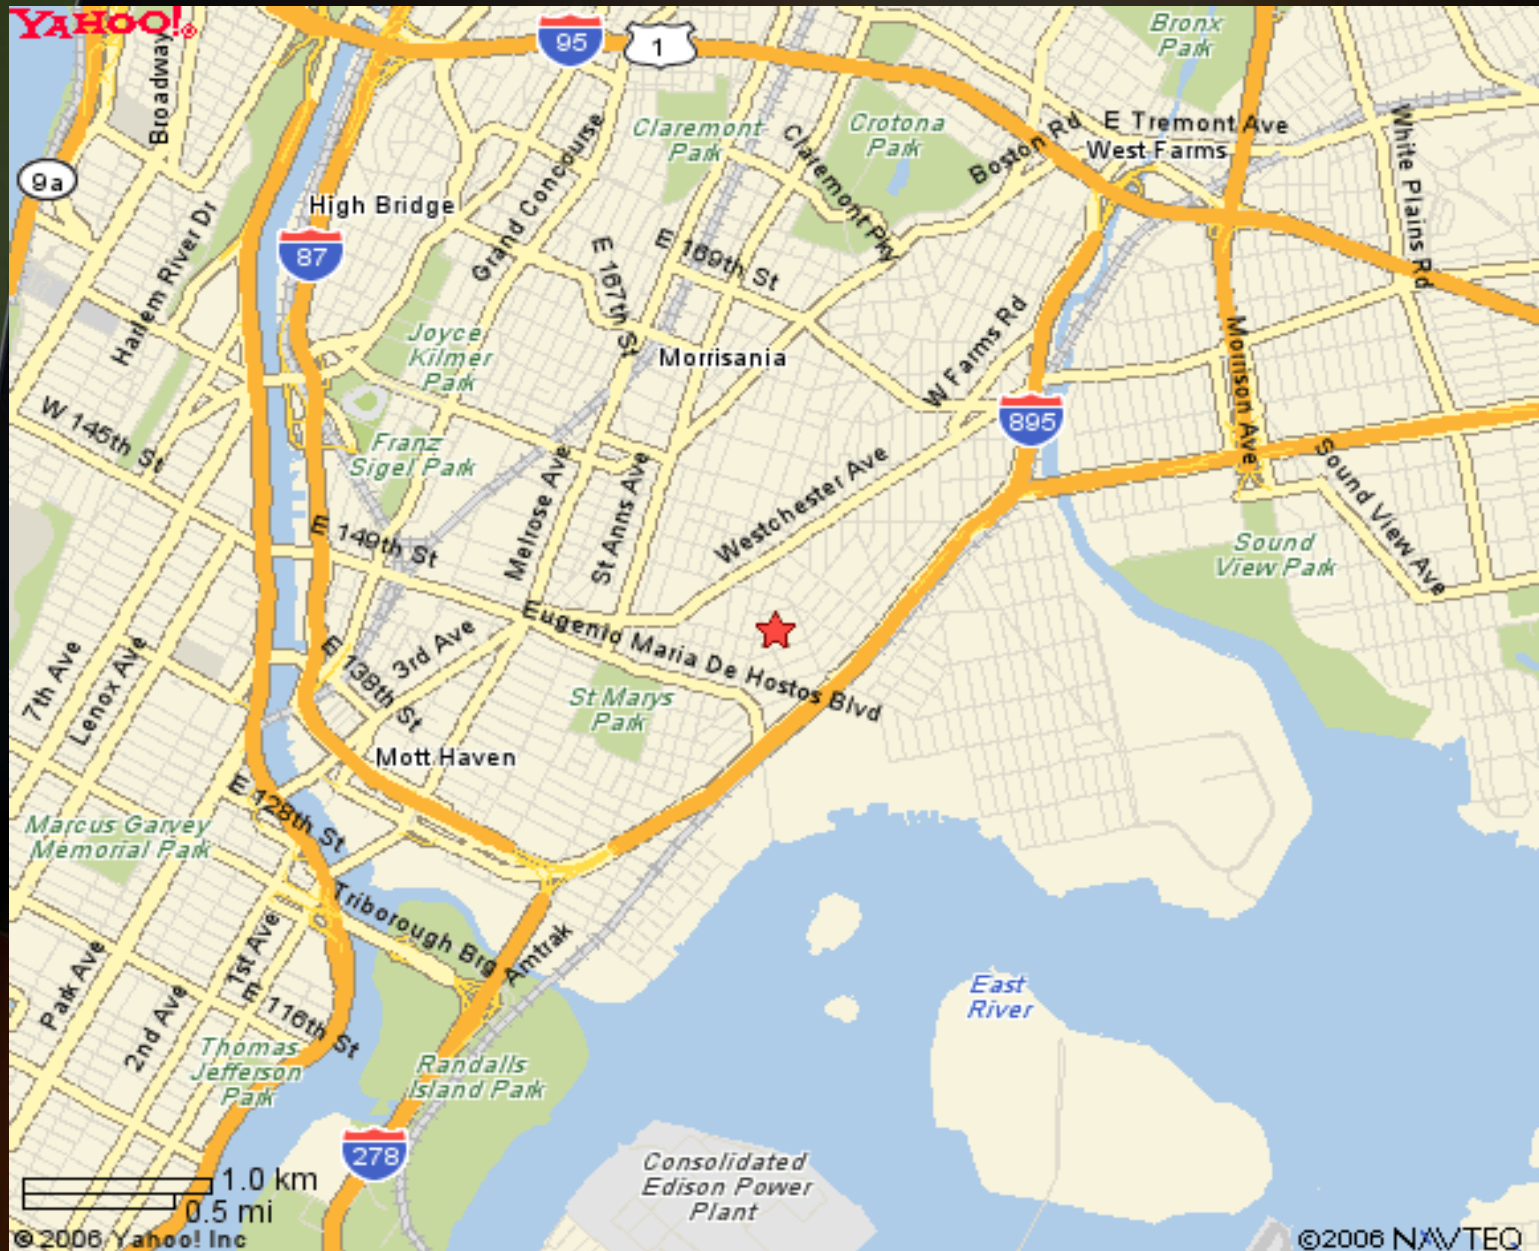 YAHOO!®
Broadway
95
1
Bronx
Park
9a
Claremont
Park
Crotona
Park
Claremont Pky
Boston Rd
E Tremont Ave
West Farms
White Plains Rd
High Bridge
Grand Concourse
87
Harlem River Dr
E 167th St
E 169th St
Joyce
Kilmer
Park
Morrisania
W Farms Rd
Morrison Ave
895
W 145th St
Franz
Sigel Park
Melrose Ave
St Anns Ave
Westchester Ave
Sound View Ave
E 149th St
Sound
View Park
Eugenio Maria De Hostos Blvd
7th Ave
Lenox Ave
E 138th St
3rd Ave
St Marys
Park
Mott Haven
E 128th St
Marcus Garvey
Memorial Park
Triborough Brg
Amtrak
Park Ave
1st Ave
2nd Ave
E 116th St
East
River
Thomas
Jefferson
Park
Randalls
Island Park
278
Consolidated
Edison Power
Plant
1.0 km
0.5 mi
© 2006 Yahoo! Inc
©2006 NAVTEQ